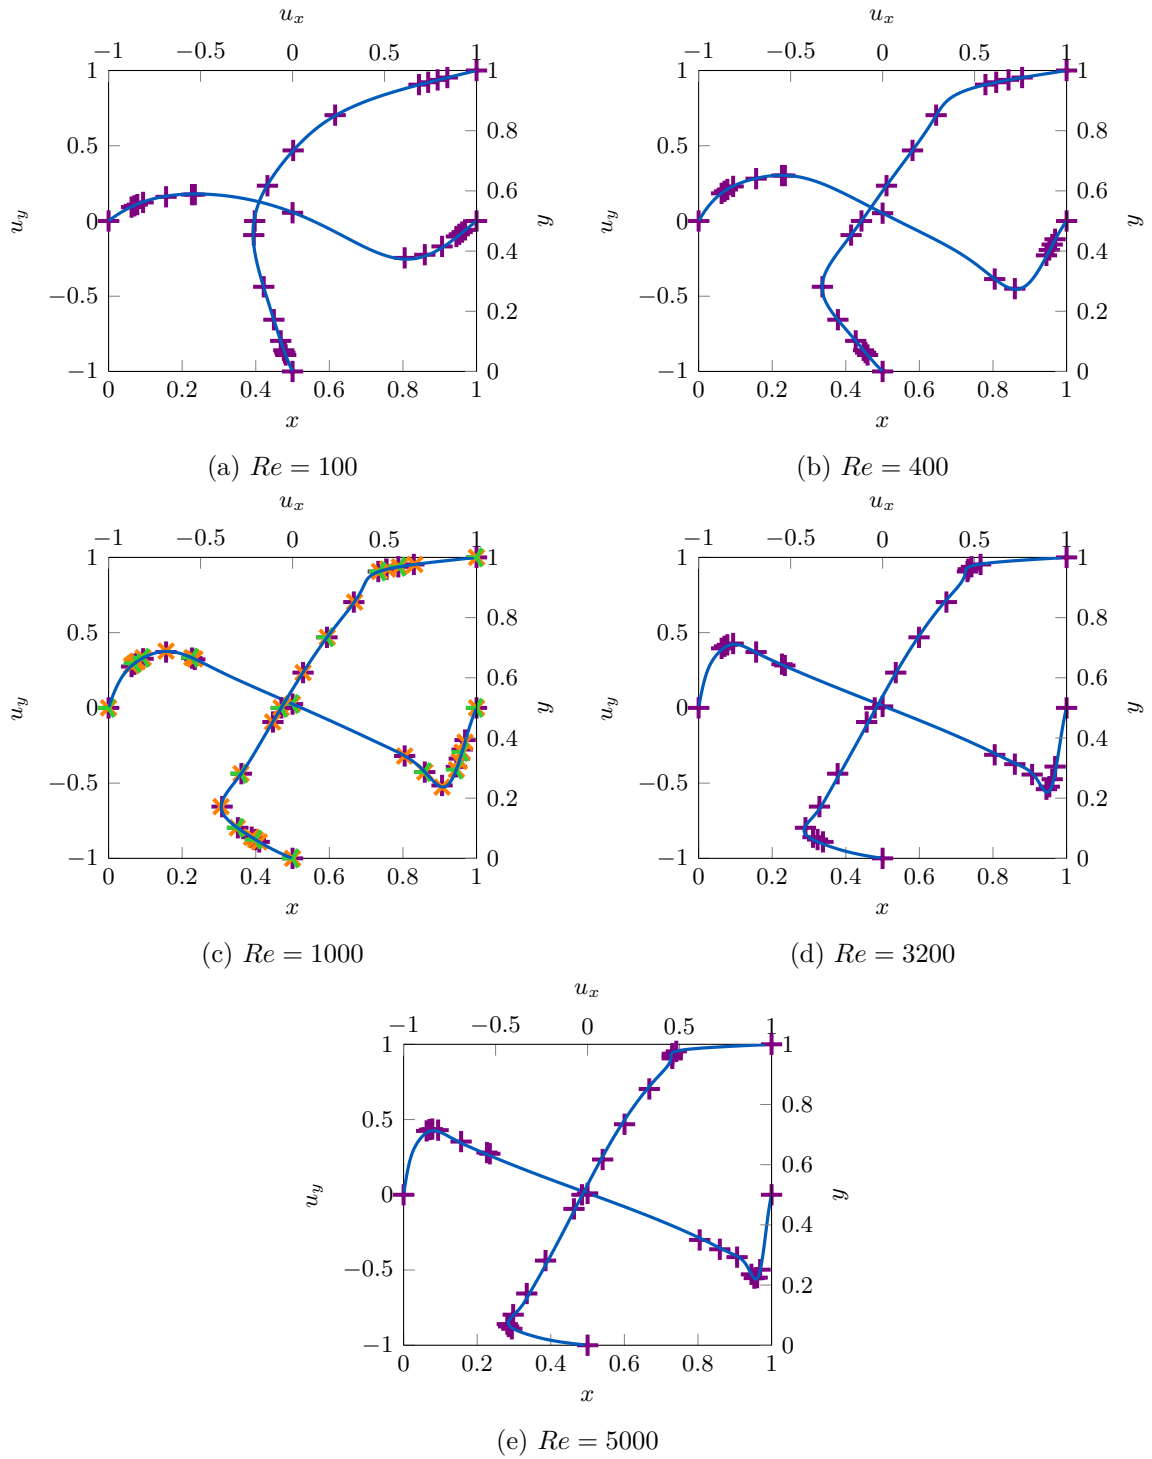 u_x u_x
−1 −0.5 0 0.5 1 −1 −0.5 0 0.5 1
1 1 1 1
0.8 0.8
0.5 0.5
0.6 0.6
u_y 0 y u_y 0 y
0.4 0.4
−0.5 −0.5
0.2 0.2
−1 0 −1 0
0 0.2 0.4 0.6 0.8 1 0 0.2 0.4 0.6 0.8 1
x x
(a) Re = 100 (b) Re = 400
u_x u_x
−1 −0.5 0 0.5 1 −1 −0.5 0 0.5 1
1 1 1 1
0.8 0.8
0.5 0.5
0.6 0.6
u_y 0 y u_y 0 y
0.4 0.4
−0.5 −0.5
0.2 0.2
−1 0 −1 0
0 0.2 0.4 0.6 0.8 1 0 0.2 0.4 0.6 0.8 1
x x
(c) Re = 1000 (d) Re = 3200
u_x
−1 −0.5 0 0.5 1
1 1
0.8
0.5
0.6
u_y 0 y
0.4
−0.5
0.2
−1 0
0 0.2 0.4 0.6 0.8 1
x
(e) Re = 5000